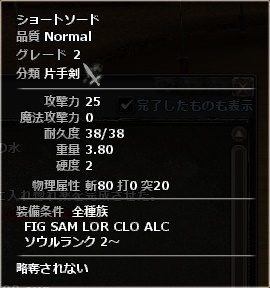 ショートソード
品質 Normal
グレード 2
分類 片手剣
攻撃力 25
魔法攻撃力 0
耐久度 38/38
重量 3.80
硬度 2
物理属性 斬80 打0 突20
装備条件 全種族
FIG SAM LOR CLO ALC
ソウルランク 2～
略奪されない
完了したものも表示
の水